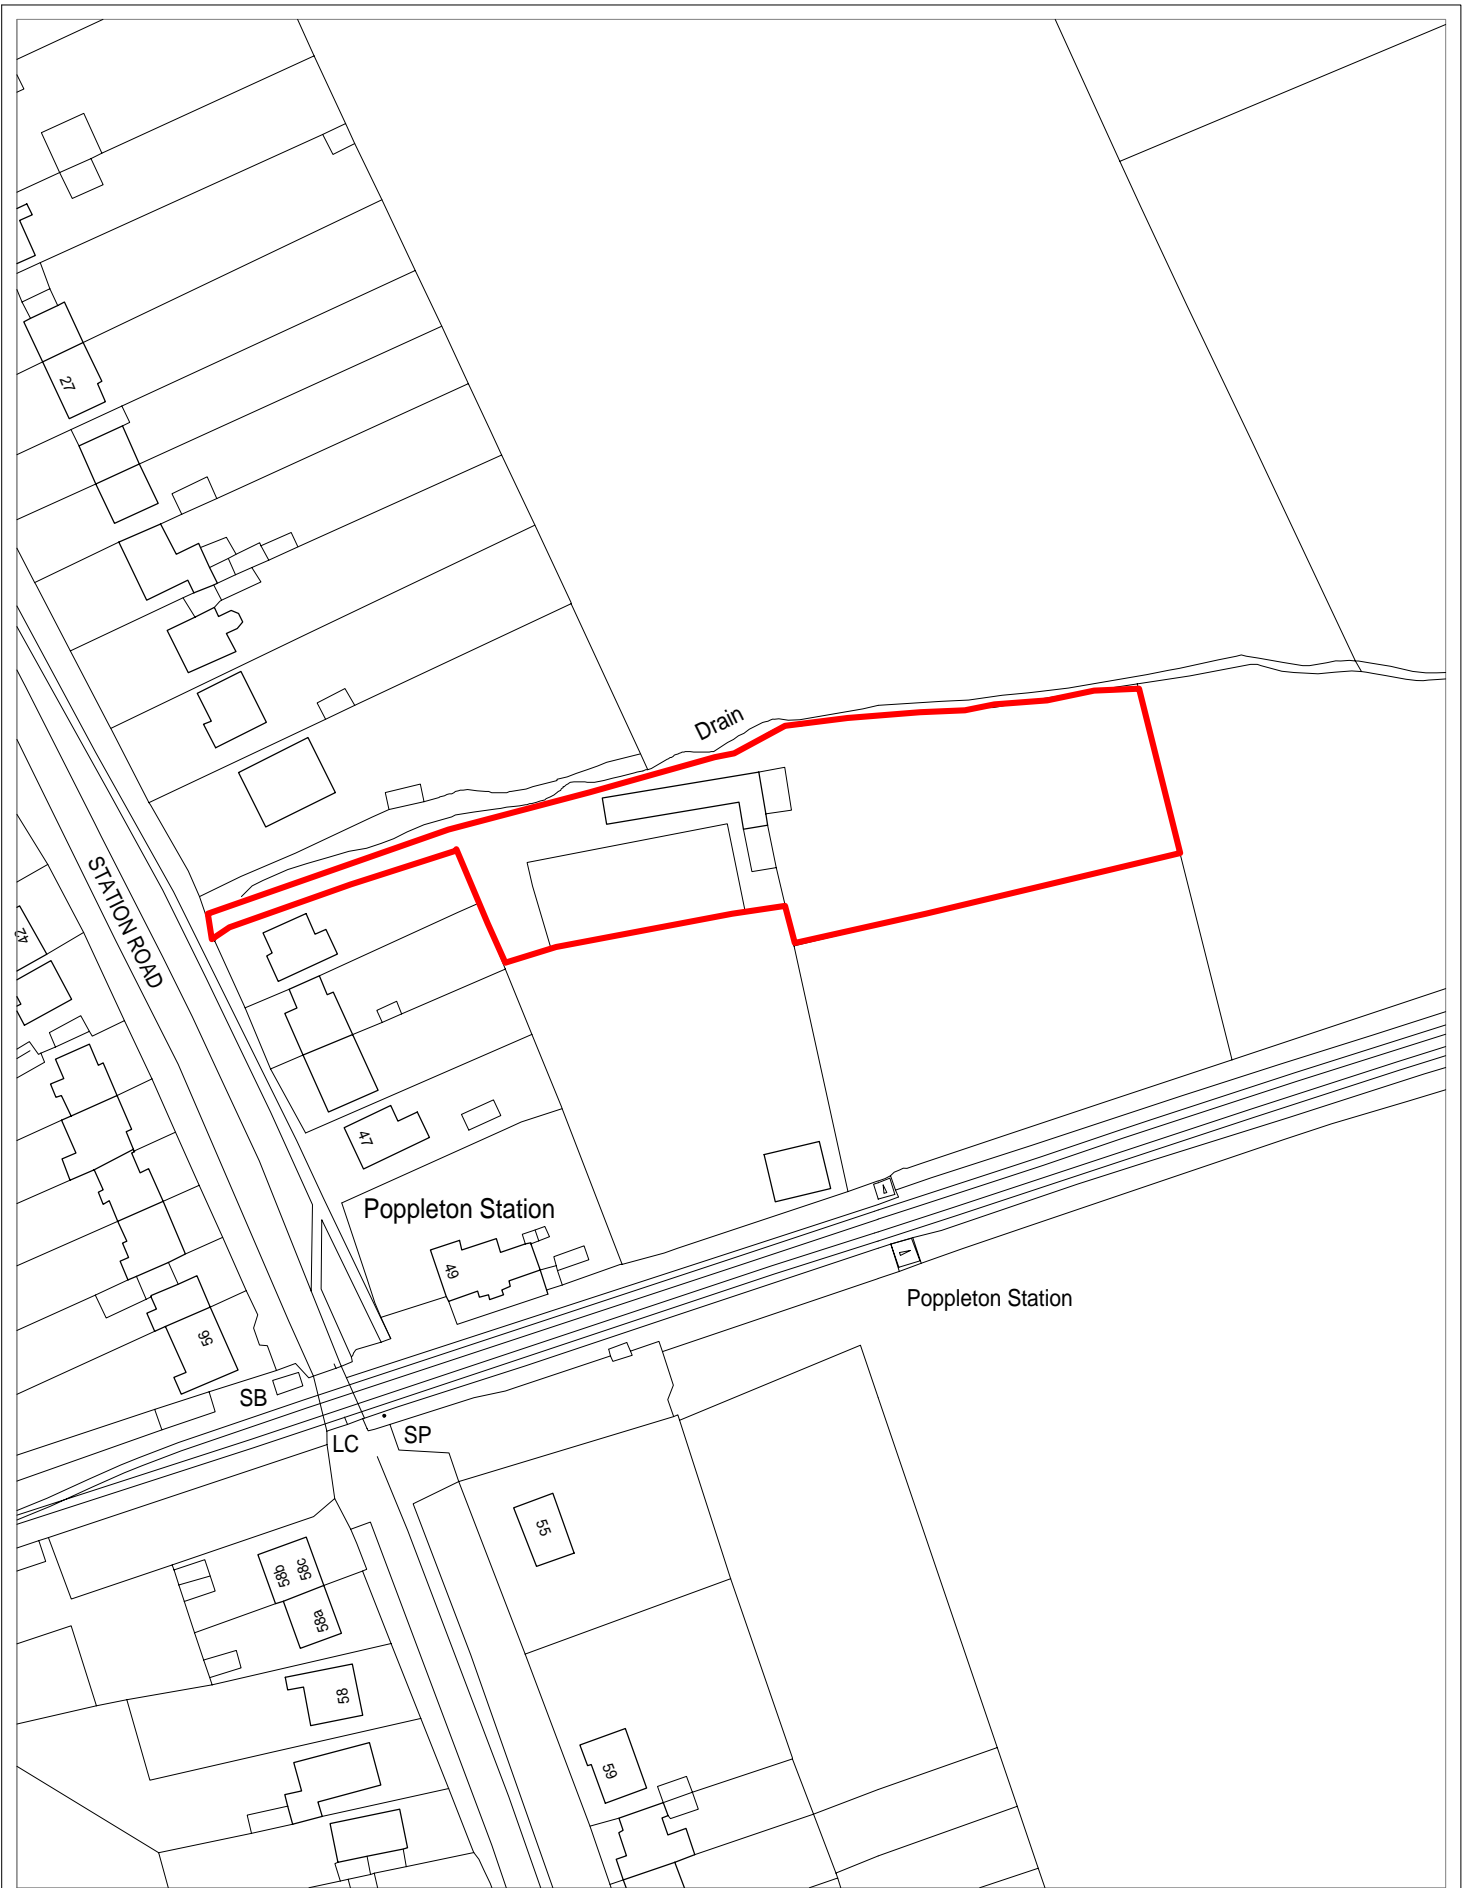 27
Drain
STATION ROAD
42
47
Poppleton Station
49
Poppleton Station
56
SB
SP
LC
55
58b
58c
58a
58
59